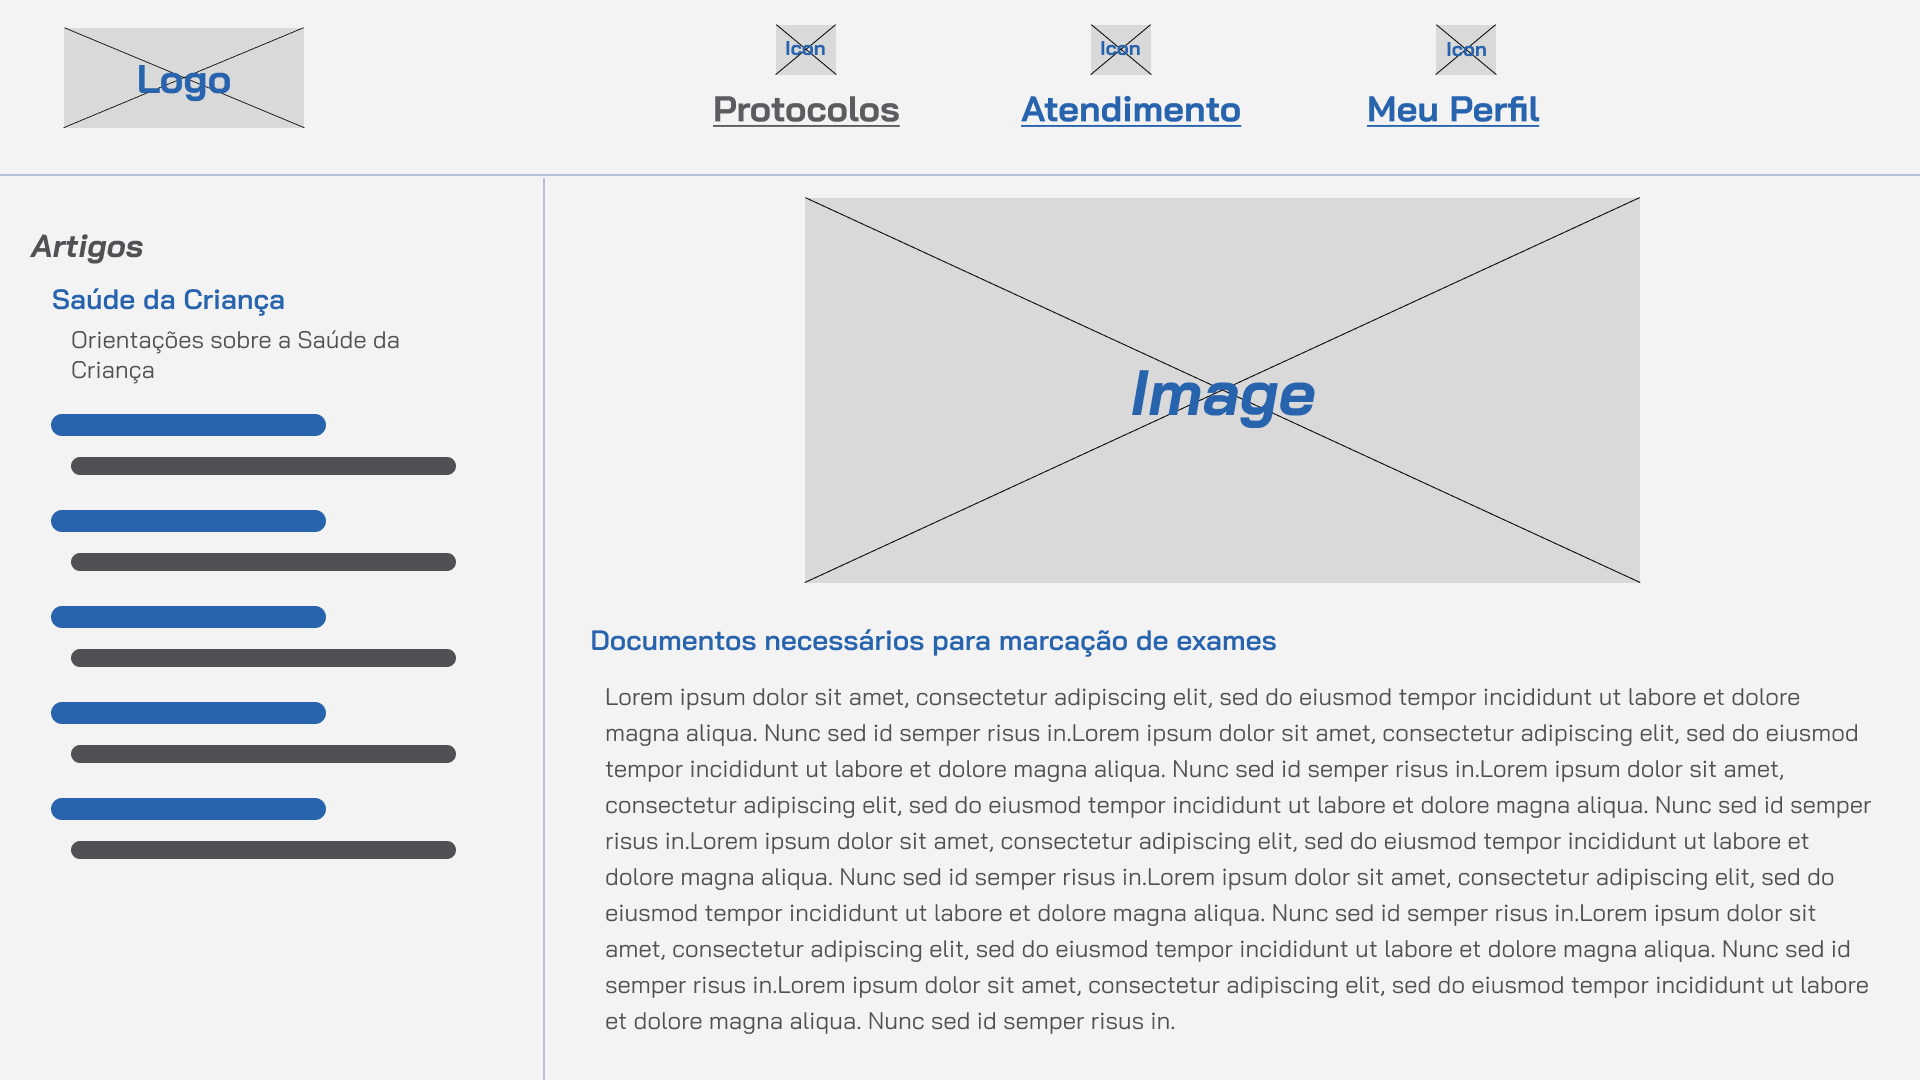 Logo
Icon
Icon
Icon
Protocolos
Atendimento
Meu Perfil
Artigos
Saúde da Criança
Orientações sobre a Saúde da
Criança
Image
Documentos necessários para marcação de exames
Lorem ipsum dolor sit amet, consectetur adipiscing elit, sed do eiusmod tempor incididunt ut labore et dolore
magna aliqua. Nunc sed id semper risus in.Lorem ipsum dolor sit amet, consectetur adipiscing elit, sed do eiusmod
tempor incididunt ut labore et dolore magna aliqua. Nunc sed id semper risus in.Lorem ipsum dolor sit amet,
consectetur adipiscing elit, sed do eiusmod tempor incididunt ut labore et dolore magna aliqua. Nunc sed id semper
risus in.Lorem ipsum dolor sit amet, consectetur adipiscing elit, sed do eiusmod tempor incididunt ut labore et
dolore magna aliqua. Nunc sed id semper risus in.Lorem ipsum dolor sit amet, consectetur adipiscing elit, sed do
eiusmod tempor incididunt ut labore et dolore magna aliqua. Nunc sed id semper risus in.Lorem ipsum dolor sit
amet, consectetur adipiscing elit, sed do eiusmod tempor incididunt ut labore et dolore magna aliqua. Nunc sed id
semper risus in.Lorem ipsum dolor sit amet, consectetur adipiscing elit, sed do eiusmod tempor incididunt ut labore
et dolore magna aliqua. Nunc sed id semper risus in.